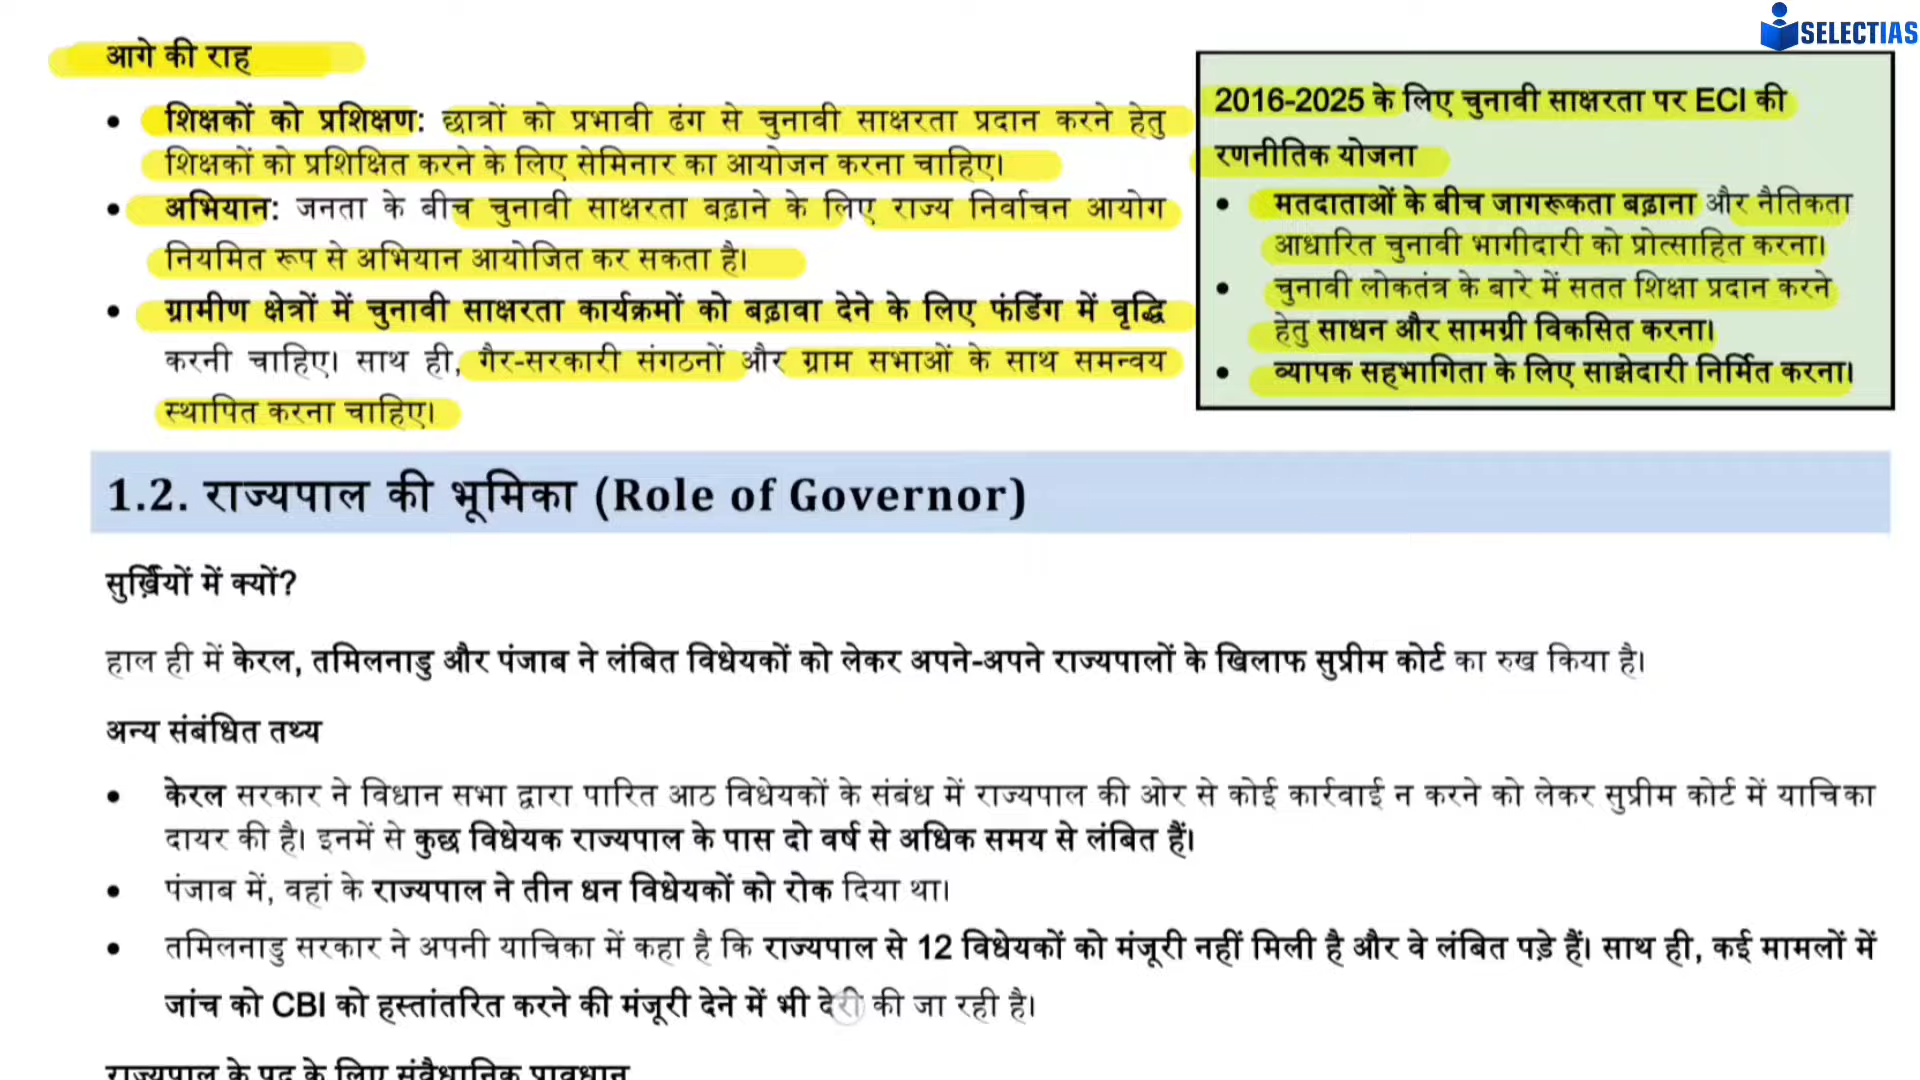 SELECTIAS
आगे की राह
• शिक्षकों को प्रशिक्षण: छात्रों को प्रभावी ढंग से चुनावी साक्षरता प्रदान करने हेतु
शिक्षकों को प्रशिक्षित करने के लिए सेमिनार का आयोजन करना चाहिए।
• अभियान: जनता के बीच चुनावी साक्षरता बढ़ाने के लिए राज्य निर्वाचन आयोग
नियमित रूप से अभियान आयोजित कर सकता है।
• ग्रामीण क्षेत्रों में चुनावी साक्षरता कार्यक्रमों को बढ़ावा देने के लिए फंडिंग में वृद्धि
करनी चाहिए। साथ ही, गैर-सरकारी संगठनों और ग्राम सभाओं के साथ समन्वय
स्थापित करना चाहिए।
2016-2025 के लिए चुनावी साक्षरता पर ECI की
रणनीतिक योजना
• मतदाताओं के बीच जागरूकता बढ़ाना और नैतिकता
आधारित चुनावी भागीदारी को प्रोत्साहित करना।
• चुनावी लोकतंत्र के बारे में सतत शिक्षा प्रदान करने
हेतु साधन और सामग्री विकसित करना।
• व्यापक सहभागिता के लिए साझेदारी निर्मित करना।
1.2. राज्यपाल की भूमिका (Role of Governor)
सुर्ख़ियों में क्यों?
हाल ही में केरल, तमिलनाडु और पंजाब ने लंबित विधेयकों को लेकर अपने-अपने राज्यपालों के खिलाफ सुप्रीम कोर्ट का रुख किया है।
अन्य संबंधित तथ्य
• केरल सरकार ने विधान सभा द्वारा पारित आठ विधेयकों के संबंध में राज्यपाल की ओर से कोई कार्रवाई न करने को लेकर सुप्रीम कोर्ट में याचिका
दायर की है। इनमें से कुछ विधेयक राज्यपाल के पास दो वर्ष से अधिक समय से लंबित हैं।
• पंजाब में, वहां के राज्यपाल ने तीन धन विधेयकों को रोक दिया था।
• तमिलनाडु सरकार ने अपनी याचिका में कहा है कि राज्यपाल से 12 विधेयकों को मंजूरी नहीं मिली है और वे लंबित पड़े हैं। साथ ही, कई मामलों में
जांच को CBI को हस्तांतरित करने की मंजूरी देने में भी देरी की जा रही है।
राज्यपाल के पद के लिए संवैधानिक प्रावधान